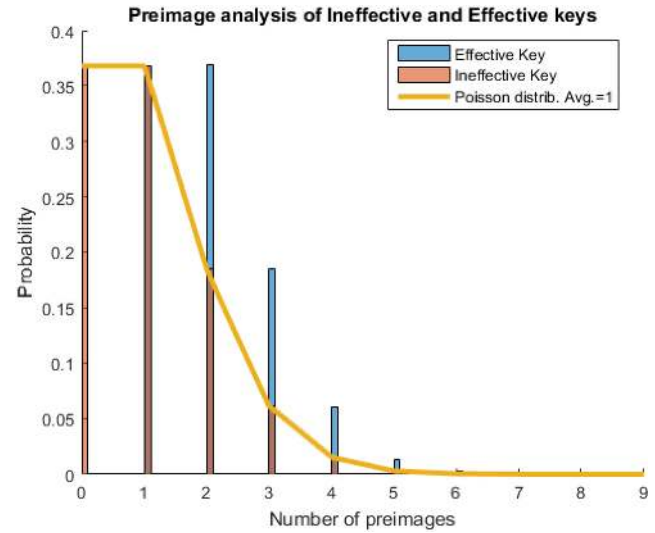 Preimage analysis of Ineffective and Effective keys
0.4
0.35
0.3
0.25
0.2
0.15
0.1
0.05
0
Probability
Effective Key
Ineffective Key
Poisson distrib. Avg.=1
0 1 2 3 4 5 6 7 8 9
Number of preimages